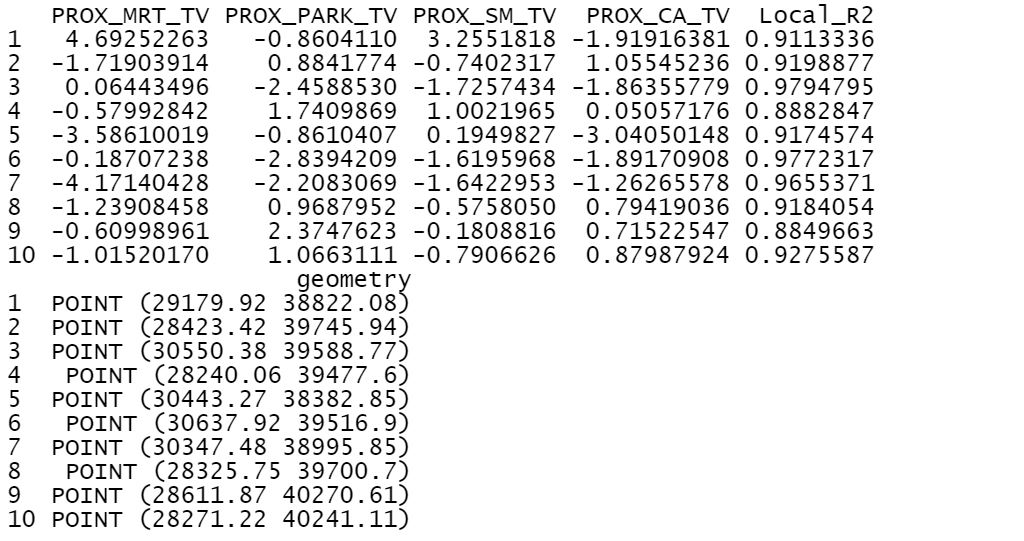 PROX_MRT_TV PROX_PARK_TV PROX_SM_TV  PROX_CA_TV  Local_R2
1   4.69252263   -0.8604110  3.2551818 -1.91916381 0.9113336
2  -1.71903914    0.8841774 -0.7402317  1.05545236 0.9198877
3   0.06443496   -2.4588530 -1.7257434 -1.86355779 0.9794795
4  -0.57992842    1.7409869  1.0021965  0.05057176 0.8882847
5  -3.58610019   -0.8610407  0.1949827 -3.04050148 0.9174574
6  -0.18707238   -2.8394209 -1.6195968 -1.89170908 0.9772317
7  -4.17140428   -2.2083069 -1.6422953 -1.26265578 0.9655371
8  -1.23908458    0.9687952 -0.5758050  0.79419036 0.9184054
9  -0.60998961    2.3747623 -0.1808816  0.71522547 0.8849663
10 -1.01520170    1.0663111 -0.7906626  0.87987924 0.9275587
                    geometry
1  POINT (29179.92 38822.08)
2  POINT (28423.42 39745.94)
3  POINT (30550.38 39588.77)
4   POINT (28240.06 39477.6)
5  POINT (30443.27 38382.85)
6   POINT (30637.92 39516.9)
7  POINT (30347.48 38995.85)
8   POINT (28325.75 39700.7)
9  POINT (28611.87 40270.61)
10 POINT (28271.22 40241.11)